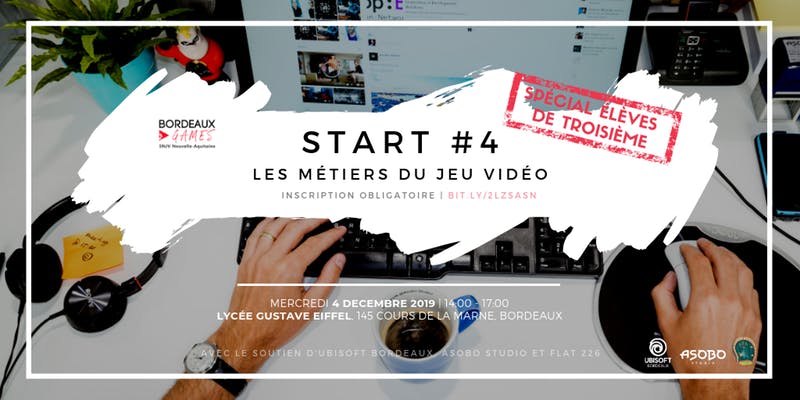 BORDEAUX
GAMES
SNJV Nouvelle-Aquitaine
START #4
LES MÉTIERS DU JEU VIDÉO
INSCRIPTION OBLIGATOIRE | BIT.LY/2LZSASN
SPÉCIAL ÉLÈVES
DE TROISIÈME
MERCREDI 4 DECEMBRE 2019 | 14:00 - 17:00
LYCÉE GUSTAVE EIFFEL, 145 COURS DE LA MARNE, BORDEAUX
AVEC LE SOUTIEN D'UBISOFT BORDEAUX, ASOBO STUDIO ET FLAT 226
UBISOFT
BORDEAUX
ASOBO
STUDIO